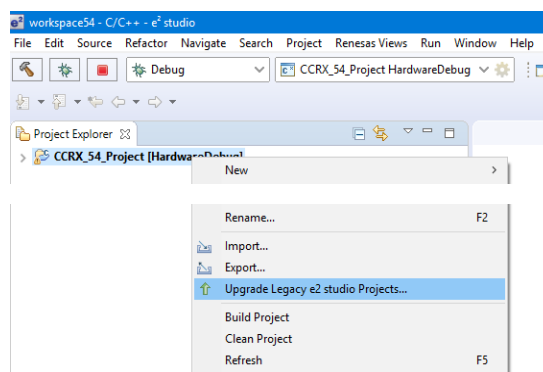 e² workspace54 - C/C++ - e² studio
File Edit Source Refactor Navigate Search Project Renesas Views Run Window Help
Debug CCRX_54_Project HardwareDebug
Project Explorer
CCRX_54_Project [HardwareDebug]
New
Rename... F2
Import...
Export...
Upgrade Legacy e2 studio Projects...
Build Project
Clean Project
Refresh F5